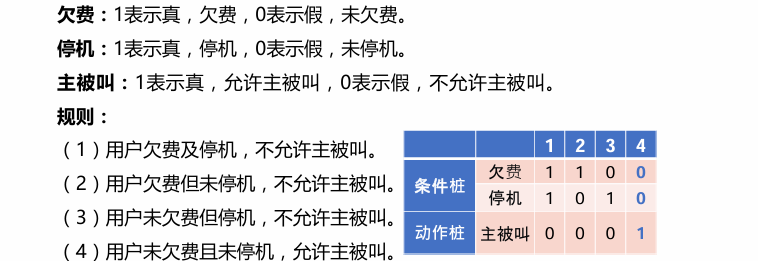 欠费：1表示真，欠费，0表示假，未欠费。
停机：1表示真，停机，0表示假，未停机。
主被叫：1表示真，允许主被叫，0表示假，不允许主被叫。
规则：
（1）用户欠费及停机，不允许主被叫。
（2）用户欠费但未停机，不允许主被叫。
（3）用户未欠费但停机，不允许主被叫。
（4）用户未欠费且未停机，允许主被叫。
1 2 3 4
条件桩 欠费 1 1 0 0
停机 1 0 1 0
动作桩 主被叫 0 0 0 1